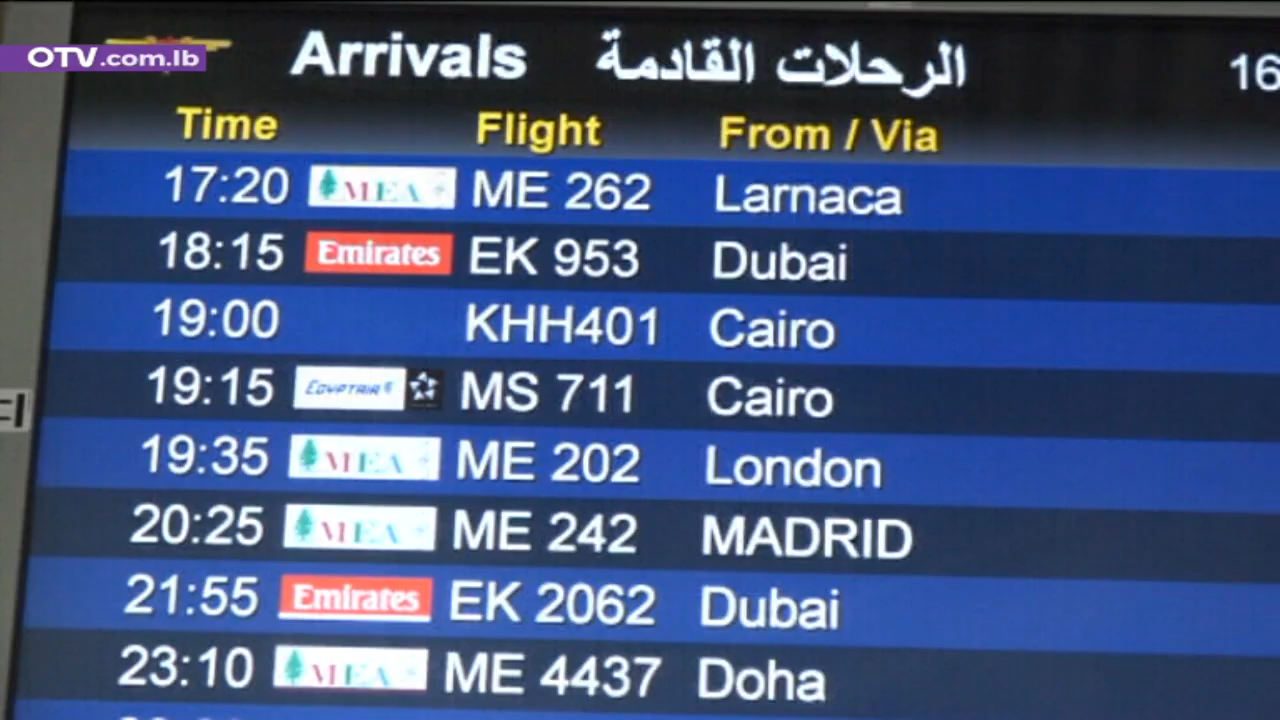 OTV.com.lb
Arrivals الرحلات القادمة 16
Time Flight From / Via
17:20 MEA ME 262 Larnaca
18:15 Emirates EK 953 Dubai
19:00 KHH401 Cairo
19:15 EGYPTAIR MS 711 Cairo
19:35 MEA ME 202 London
20:25 MEA ME 242 MADRID
21:55 Emirates EK 2062 Dubai
23:10 MEA ME 4437 Doha